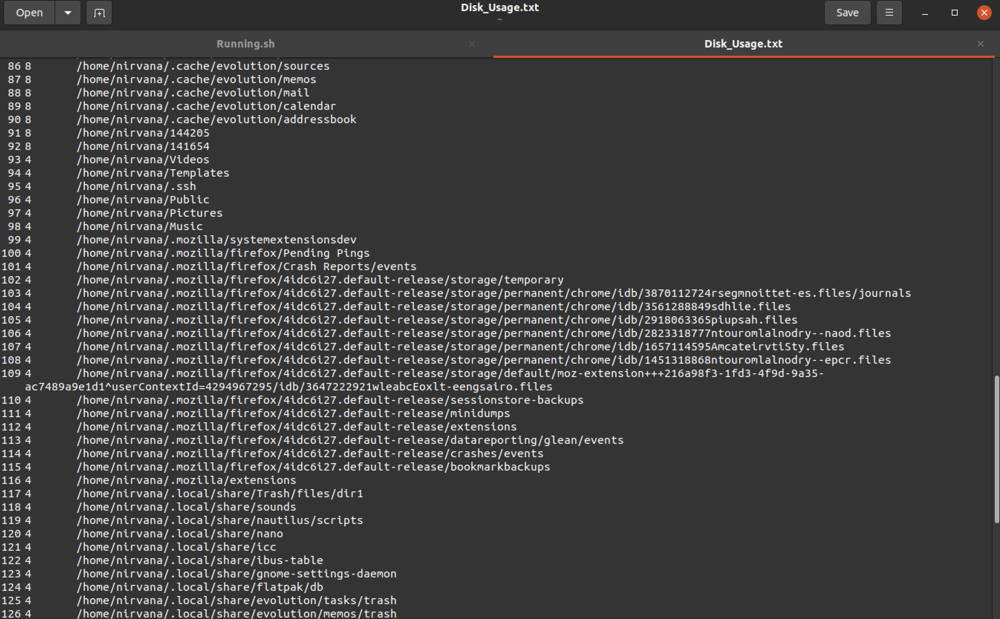 Open
Disk_Usage.txt
~
Save
Running.sh
Disk_Usage.txt
86 8 /home/nirvana/.cache/evolution/sources
87 8 /home/nirvana/.cache/evolution/memos
88 8 /home/nirvana/.cache/evolution/mail
89 8 /home/nirvana/.cache/evolution/calendar
90 8 /home/nirvana/.cache/evolution/addressbook
91 8 /home/nirvana/144205
92 8 /home/nirvana/141654
93 4 /home/nirvana/Videos
94 4 /home/nirvana/Templates
95 4 /home/nirvana/.ssh
96 4 /home/nirvana/Public
97 4 /home/nirvana/Pictures
98 4 /home/nirvana/Music
99 4 /home/nirvana/.mozilla/systemextensionsdev
100 4 /home/nirvana/.mozilla/firefox/Pending Pings
101 4 /home/nirvana/.mozilla/firefox/Crash Reports/events
102 4 /home/nirvana/.mozilla/firefox/4idc6i27.default-release/storage/temporary
103 4 /home/nirvana/.mozilla/firefox/4idc6i27.default-release/storage/permanent/chrome/idb/3870112724rsegmnoittet-es.files/journals
104 4 /home/nirvana/.mozilla/firefox/4idc6i27.default-release/storage/permanent/chrome/idb/3561288849sdhlie.files
105 4 /home/nirvana/.mozilla/firefox/4idc6i27.default-release/storage/permanent/chrome/idb/2918063365piupsah.files
106 4 /home/nirvana/.mozilla/firefox/4idc6i27.default-release/storage/permanent/chrome/idb/2823318777ntouromlalnodry--naod.files
107 4 /home/nirvana/.mozilla/firefox/4idc6i27.default-release/storage/permanent/chrome/idb/1657114595AmcateirvtiSty.files
108 4 /home/nirvana/.mozilla/firefox/4idc6i27.default-release/storage/permanent/chrome/idb/1451318868ntouromlalnodry--epcr.files
109 4 /home/nirvana/.mozilla/firefox/4idc6i27.default-release/storage/default/moz-extension+++216a98f3-1fd3-4f9d-9a35-
ac7489a9e1d1^userContextId=4294967295/idb/3647222921wleabcEoxlt-eengsairo.files
110 4 /home/nirvana/.mozilla/firefox/4idc6i27.default-release/sessionstore-backups
111 4 /home/nirvana/.mozilla/firefox/4idc6i27.default-release/minidumps
112 4 /home/nirvana/.mozilla/firefox/4idc6i27.default-release/extensions
113 4 /home/nirvana/.mozilla/firefox/4idc6i27.default-release/datareporting/glean/events
114 4 /home/nirvana/.mozilla/firefox/4idc6i27.default-release/crashes/events
115 4 /home/nirvana/.mozilla/firefox/4idc6i27.default-release/bookmarkbackups
116 4 /home/nirvana/.mozilla/extensions
117 4 /home/nirvana/.local/share/Trash/files/dir1
118 4 /home/nirvana/.local/share/sounds
119 4 /home/nirvana/.local/share/nautilus/scripts
120 4 /home/nirvana/.local/share/nano
121 4 /home/nirvana/.local/share/icc
122 4 /home/nirvana/.local/share/ibus-table
123 4 /home/nirvana/.local/share/gnome-settings-daemon
124 4 /home/nirvana/.local/share/flatpak/db
125 4 /home/nirvana/.local/share/evolution/tasks/trash
126 4 /home/nirvana/.local/share/evolution/memos/trash